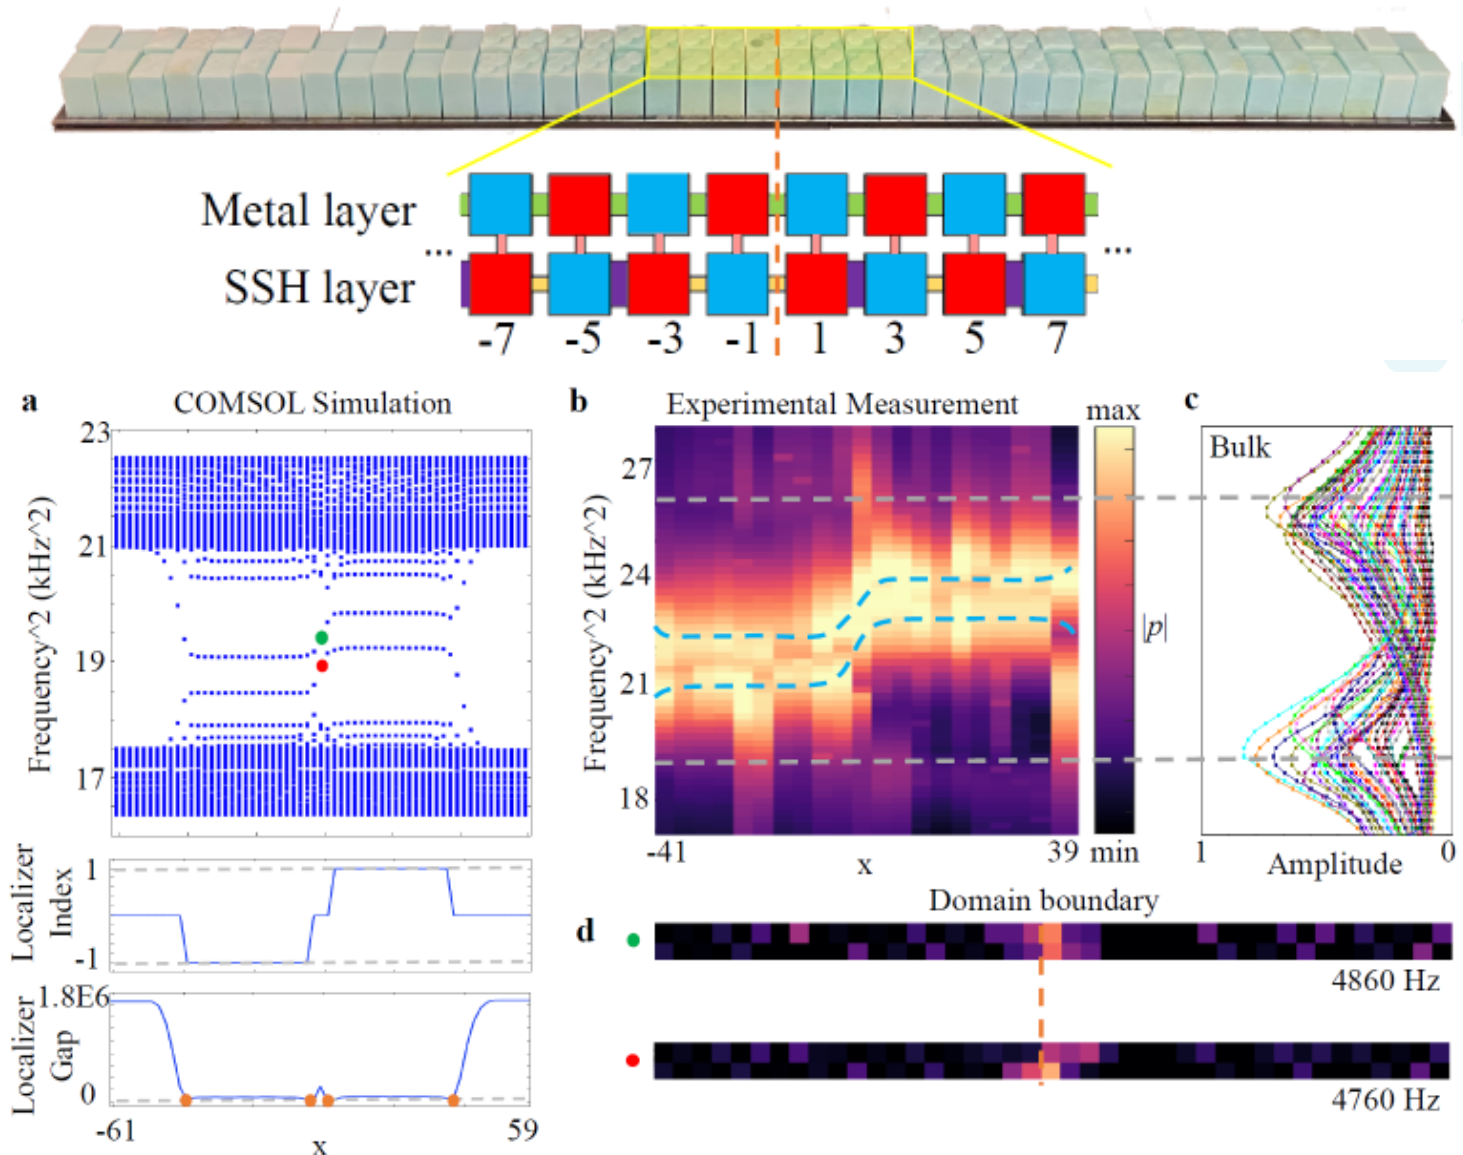 Metal layer
... ...
SSH layer
-7 -5 -3 -1 1 3 5 7
a COMSOL Simulation
23
21
19
17
Frequency^2 (kHz^2)
Localizer Index
1
-1
Localizer Gap
1.8E6
0
-61 59
x
b Experimental Measurement
27
24
21
18
Frequency^2 (kHz^2)
-41 39
x
max
|p|
min
c
Bulk
1 0
Amplitude
Domain boundary
d
4860 Hz
4760 Hz